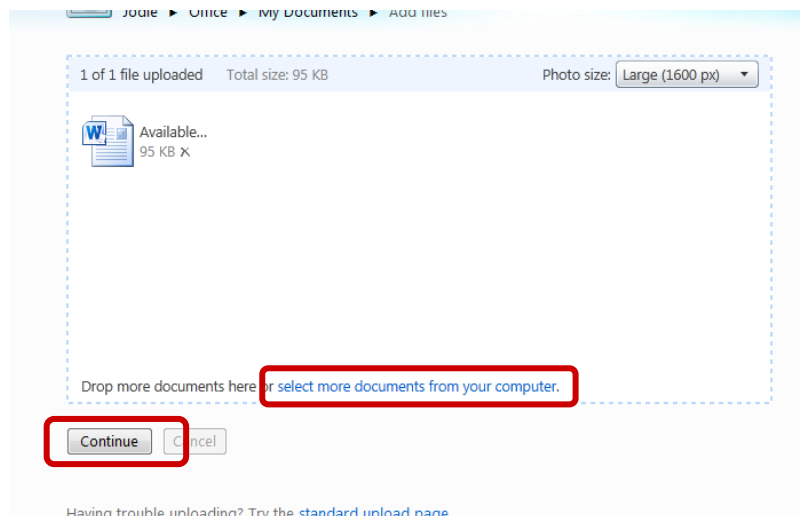 Jodie ► Office ► My Documents ► Add files
1 of 1 file uploaded Total size: 95 KB Photo size: Large (1600 px)
W
Available...
95 KB ×
Drop more documents here or select more documents from your computer.
Continue Cancel
Having trouble uploading? Try the standard upload page